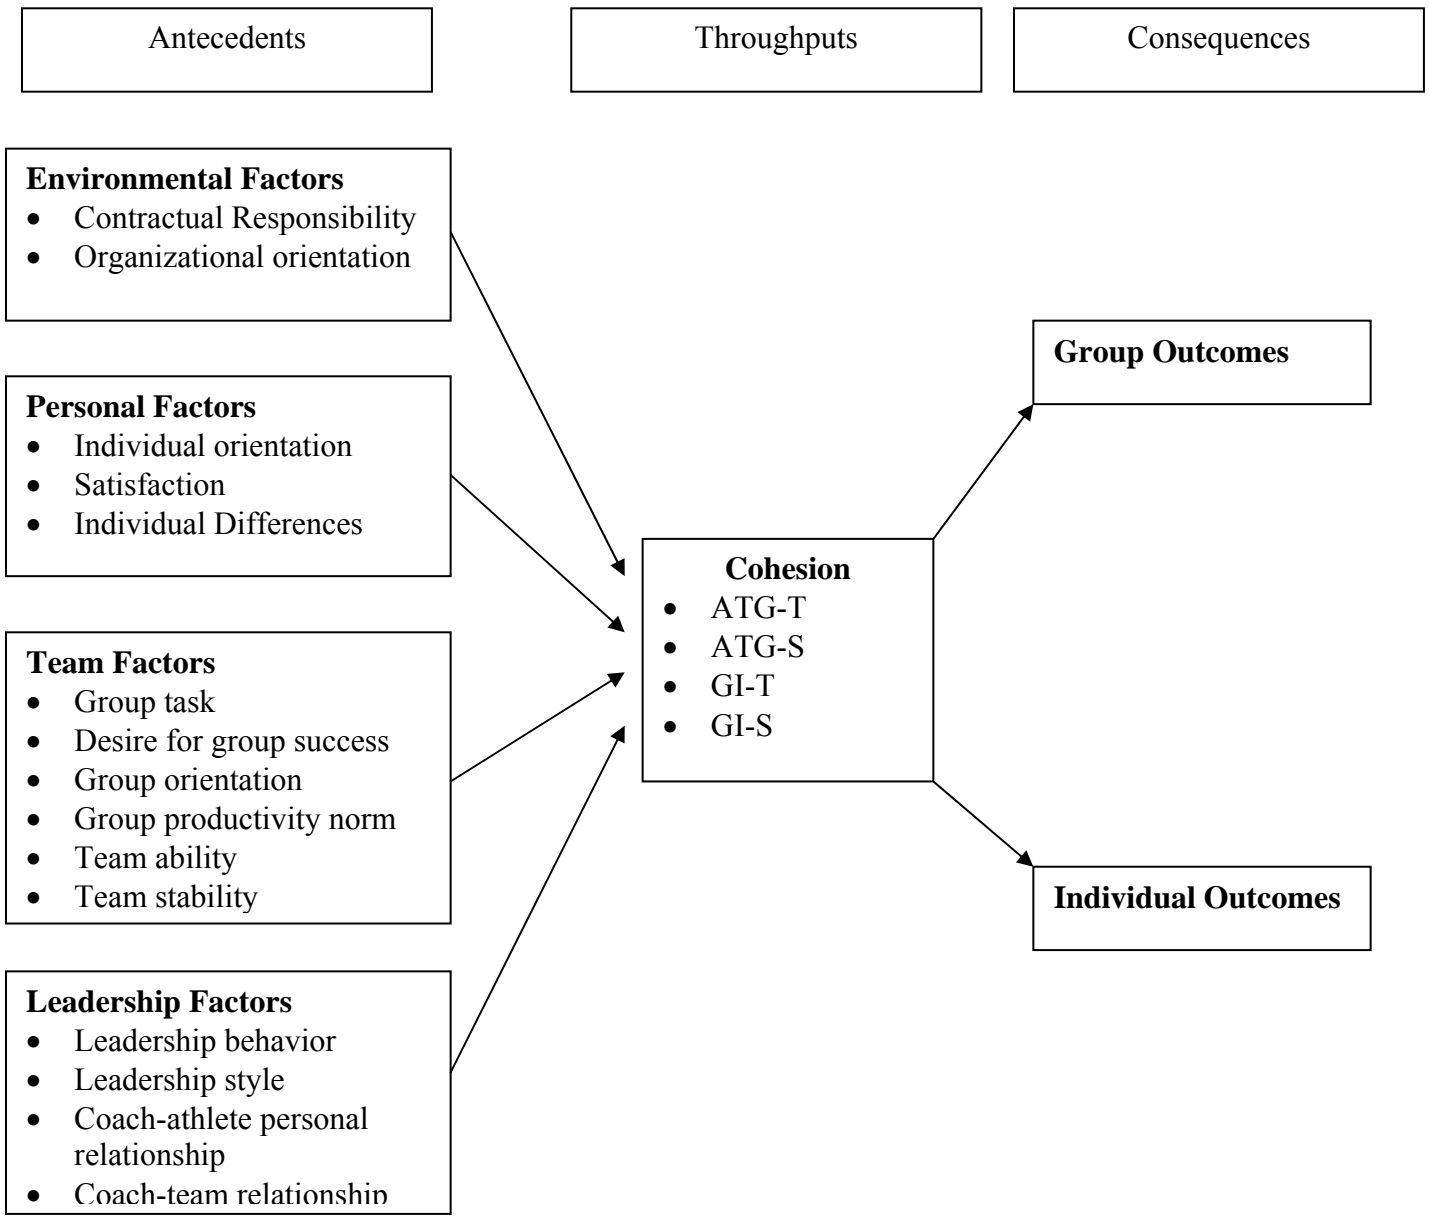 Antecedents
Throughputs
Consequences
Environmental Factors
• Contractual Responsibility
• Organizational orientation
Personal Factors
• Individual orientation
• Satisfaction
• Individual Differences
Team Factors
• Group task
• Desire for group success
• Group orientation
• Group productivity norm
• Team ability
• Team stability
Leadership Factors
• Leadership behavior
• Leadership style
• Coach-athlete personal
relationship
• Coach-team relationship
Cohesion
• ATG-T
• ATG-S
• GI-T
• GI-S
Group Outcomes
Individual Outcomes